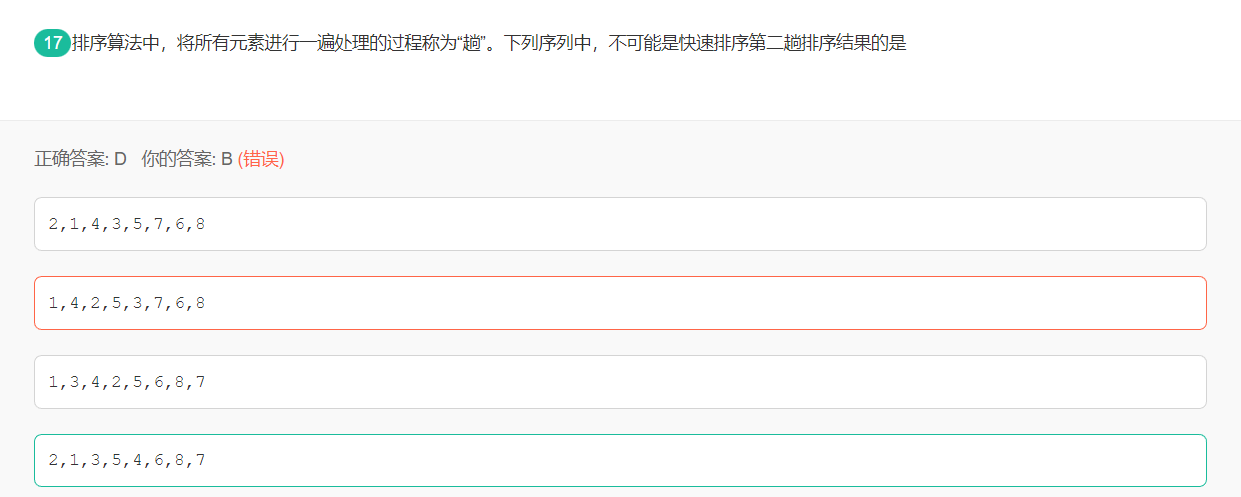 17 排序算法中，将所有元素进行一遍处理的过程称为“趟”。下列序列中，不可能是快速排序第二趟排序结果的是
正确答案: D 你的答案: B (错误)
2,1,4,3,5,7,6,8
1,4,2,5,3,7,6,8
1,3,4,2,5,6,8,7
2,1,3,5,4,6,8,7